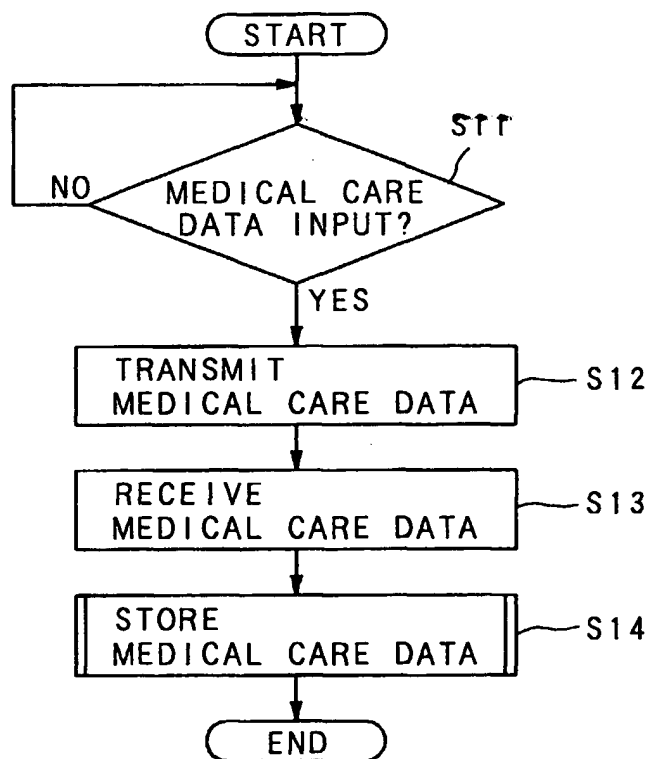 START
S11
NO
MEDICAL CARE
DATA INPUT?
YES
TRANSMIT
MEDICAL CARE DATA
S12
RECEIVE
MEDICAL CARE DATA
S13
STORE
MEDICAL CARE DATA
S14
END